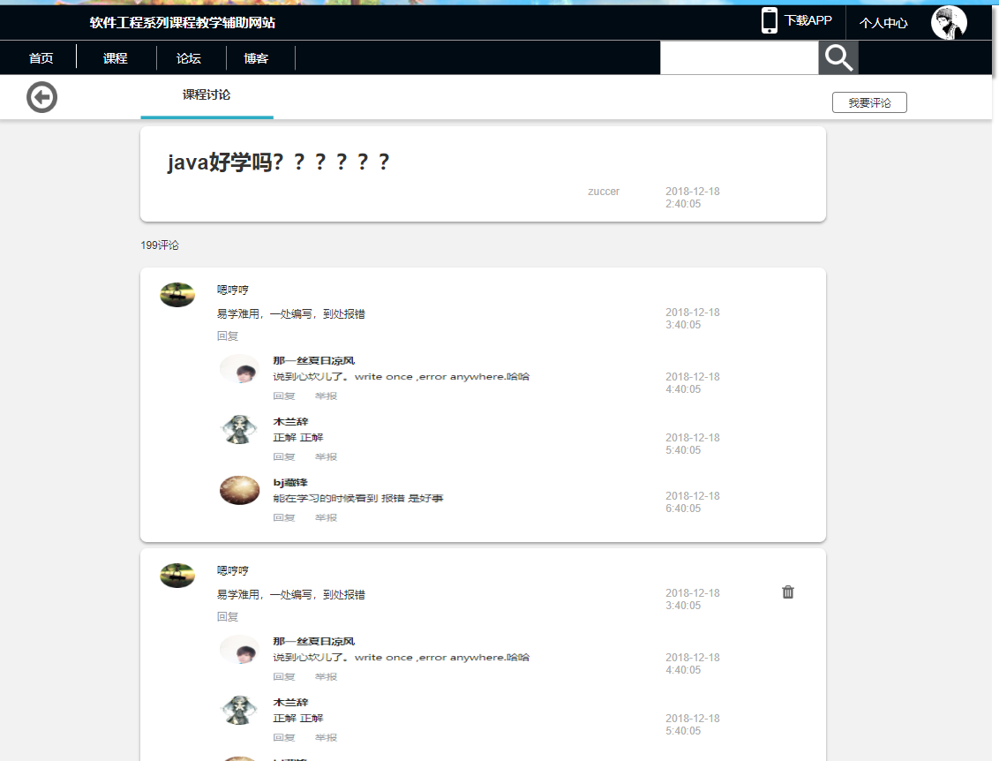 软件工程系列课程教学辅助网站
下载APP
个人中心
首页
课程
论坛
博客
课程讨论
我要评论
java好学吗？？？？？？
zuccer
2018-12-18
2:40:05
199评论
嗯哼哼
易学难用，一处编写，到处报错
2018-12-18
3:40:05
回复
那一丝夏日凉风
说到心坎儿了。write once ,error anywhere.哈哈
2018-12-18
4:40:05
回复 举报
木兰辞
正解 正解
2018-12-18
5:40:05
回复 举报
bj藏锋
能在学习的时候看到 报错 是好事
2018-12-18
6:40:05
回复 举报
嗯哼哼
易学难用，一处编写，到处报错
2018-12-18
3:40:05
回复
那一丝夏日凉风
说到心坎儿了。write once ,error anywhere.哈哈
2018-12-18
4:40:05
回复 举报
木兰辞
正解 正解
2018-12-18
5:40:05
回复 举报